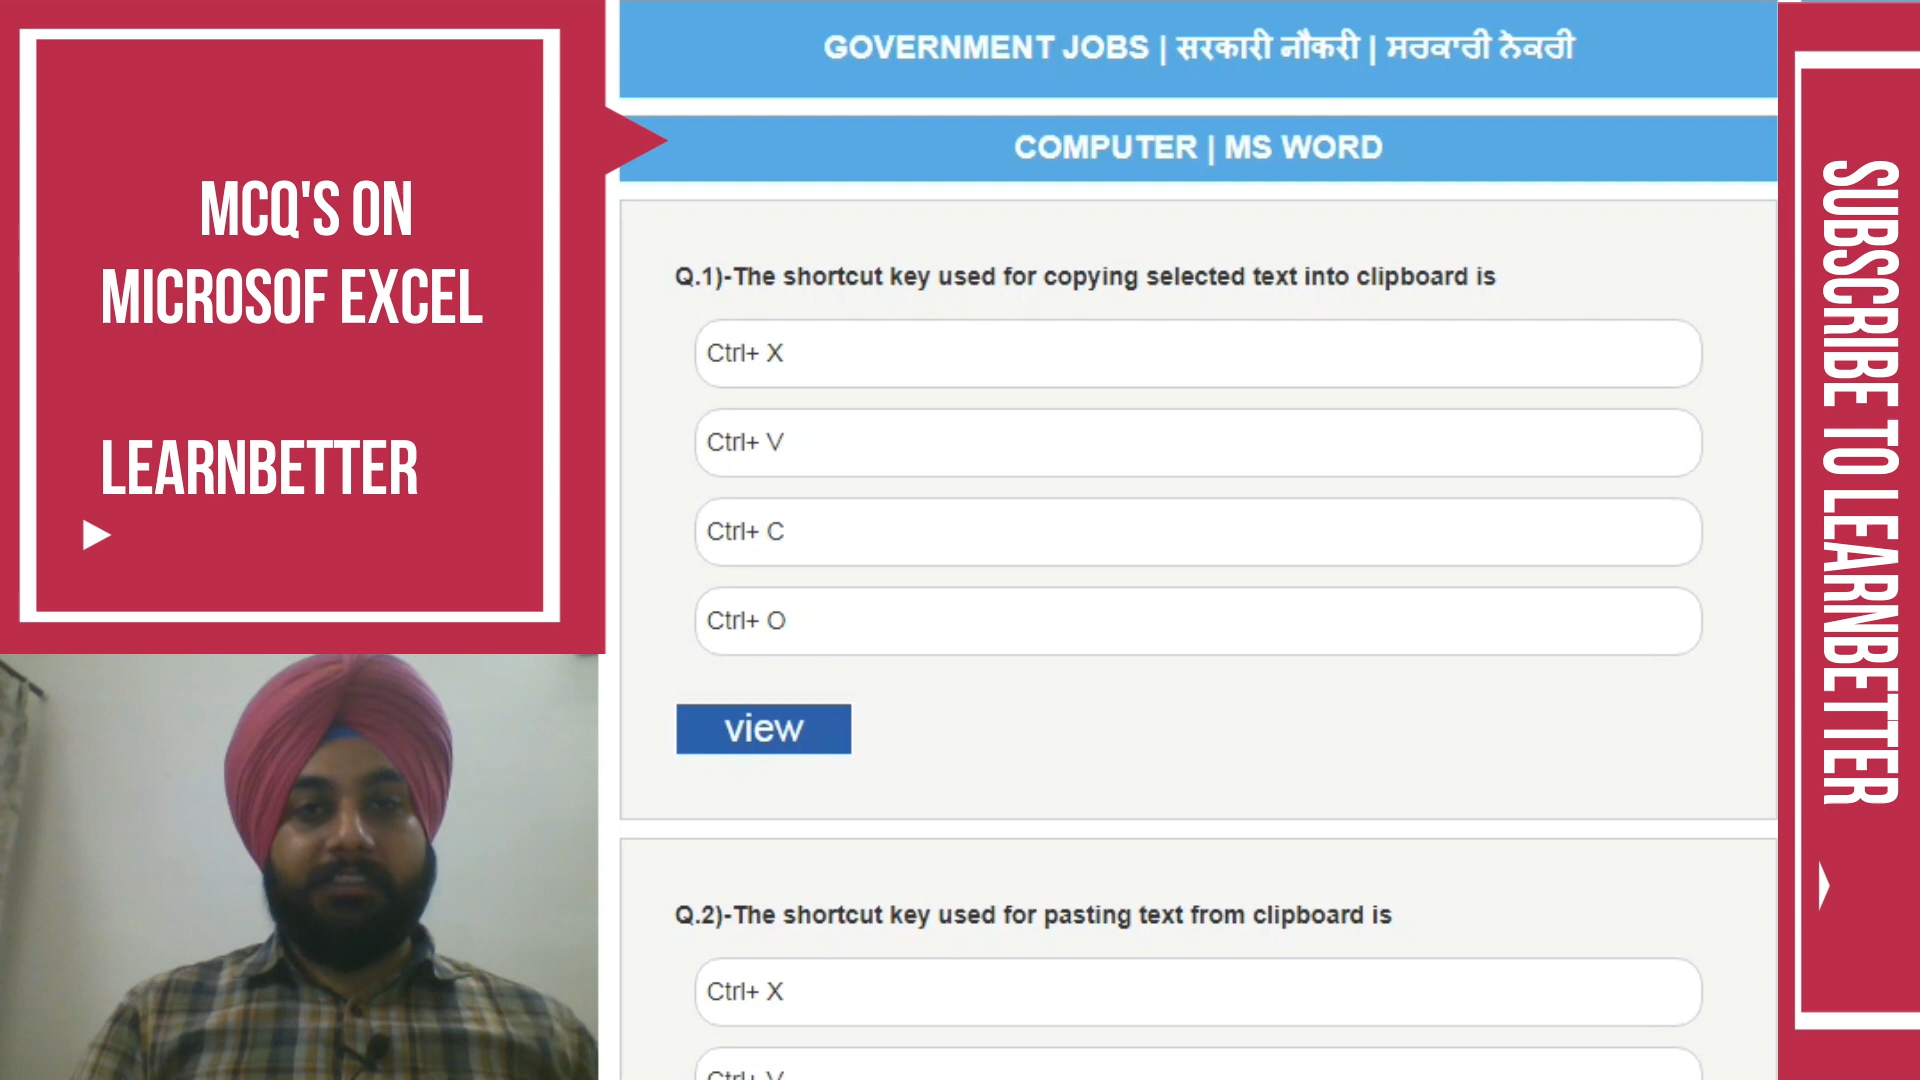 MCQ'S ON
MICROSOF EXCEL
LEARNBETTER
GOVERNMENT JOBS | सरकारी नौकरी | ਸਰਕਾਰੀ ਨੋਕਰੀ
COMPUTER | MS WORD
Q.1)-The shortcut key used for copying selected text into clipboard is
Ctrl+ X
Ctrl+ V
Ctrl+ C
Ctrl+ O
view
Q.2)-The shortcut key used for pasting text from clipboard is
Ctrl+ X
Ctrl+ V
SUBSCRIBE TO LEARNBETTER